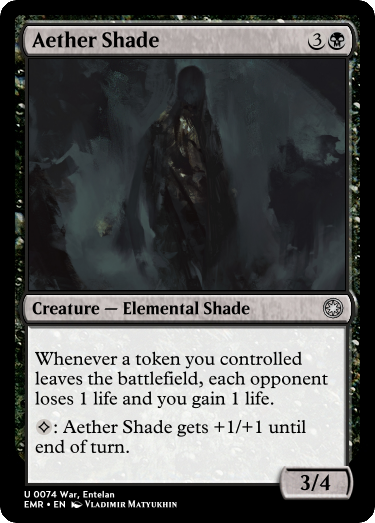 Aether Shade 3
Creature — Elemental Shade
Whenever a token you controlled
leaves the battlefield, each opponent
loses 1 life and you gain 1 life.
: Aether Shade gets +1/+1 until
end of turn.
3/4
U 0074 War, Entelan
EMR • EN Vladimir Matyukhin